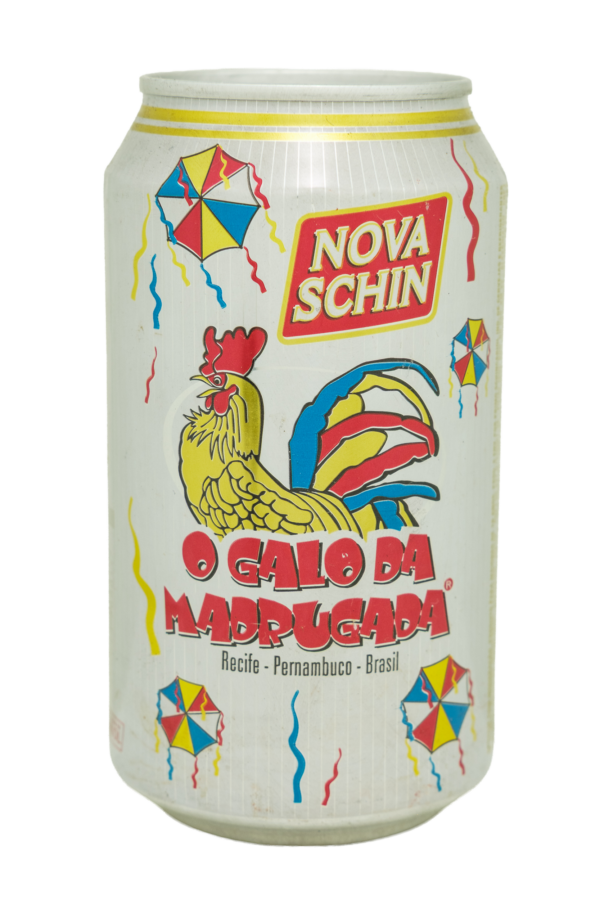 NOVA
SCHIN
O GALO DA
MADRUGADA®
Recife - Pernambuco - Brasil